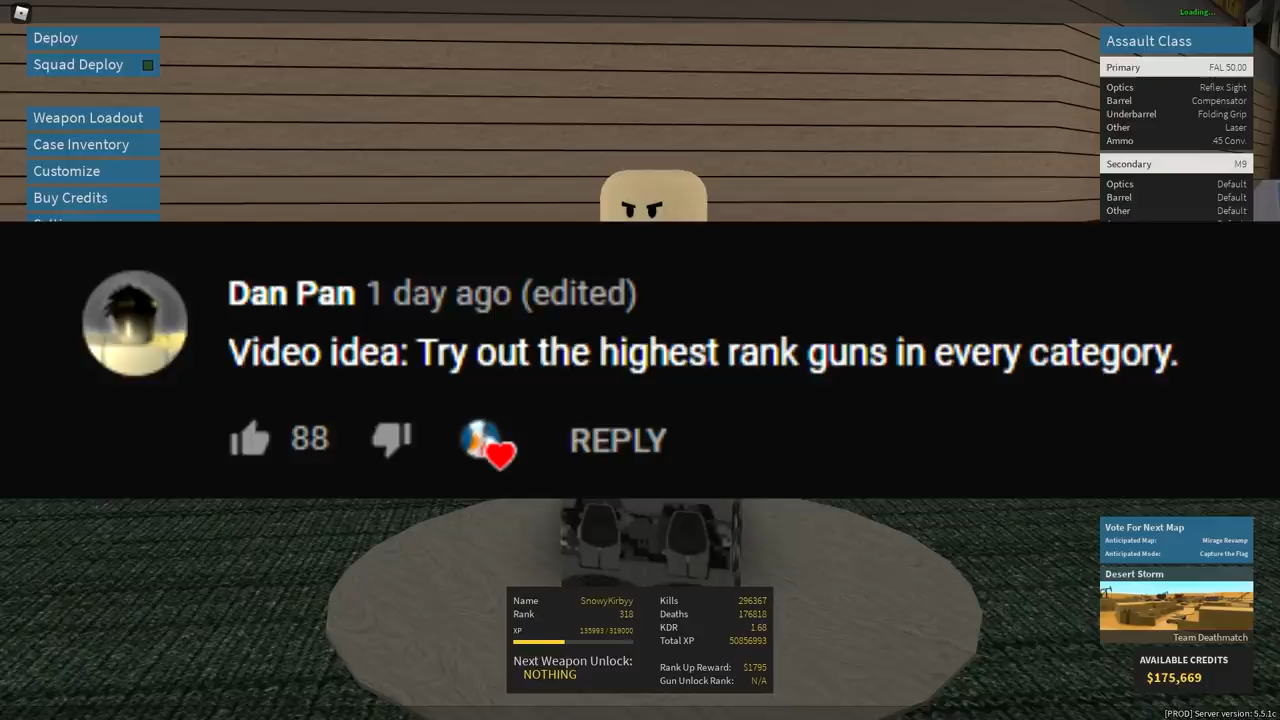 Loading...
Deploy
Squad Deploy
Weapon Loadout
Case Inventory
Customize
Buy Credits
Assault Class
Primary FAL 50.00
Optics Reflex Sight
Barrel Compensator
Underbarrel Folding Grip
Other Laser
Ammo .45 Conv.
Secondary M9
Optics Default
Barrel Default
Other Default
Dan Pan 1 day ago (edited)
Video idea: Try out the highest rank guns in every category.
88 REPLY
Name SnowyKirbyy
Rank 318
XP 135993 / 319000
Next Weapon Unlock:
NOTHING
Kills 296367
Deaths 176818
KDR 1.68
Total XP 50856993
Rank Up Reward: $1795
Gun Unlock Rank: N/A
Vote For Next Map
Anticipated Map: Mirage Revamp
Anticipated Mode: Capture the Flag
Desert Storm
Team Deathmatch
AVAILABLE CREDITS
$175,669
[PROD] Server version: 5.5.1c